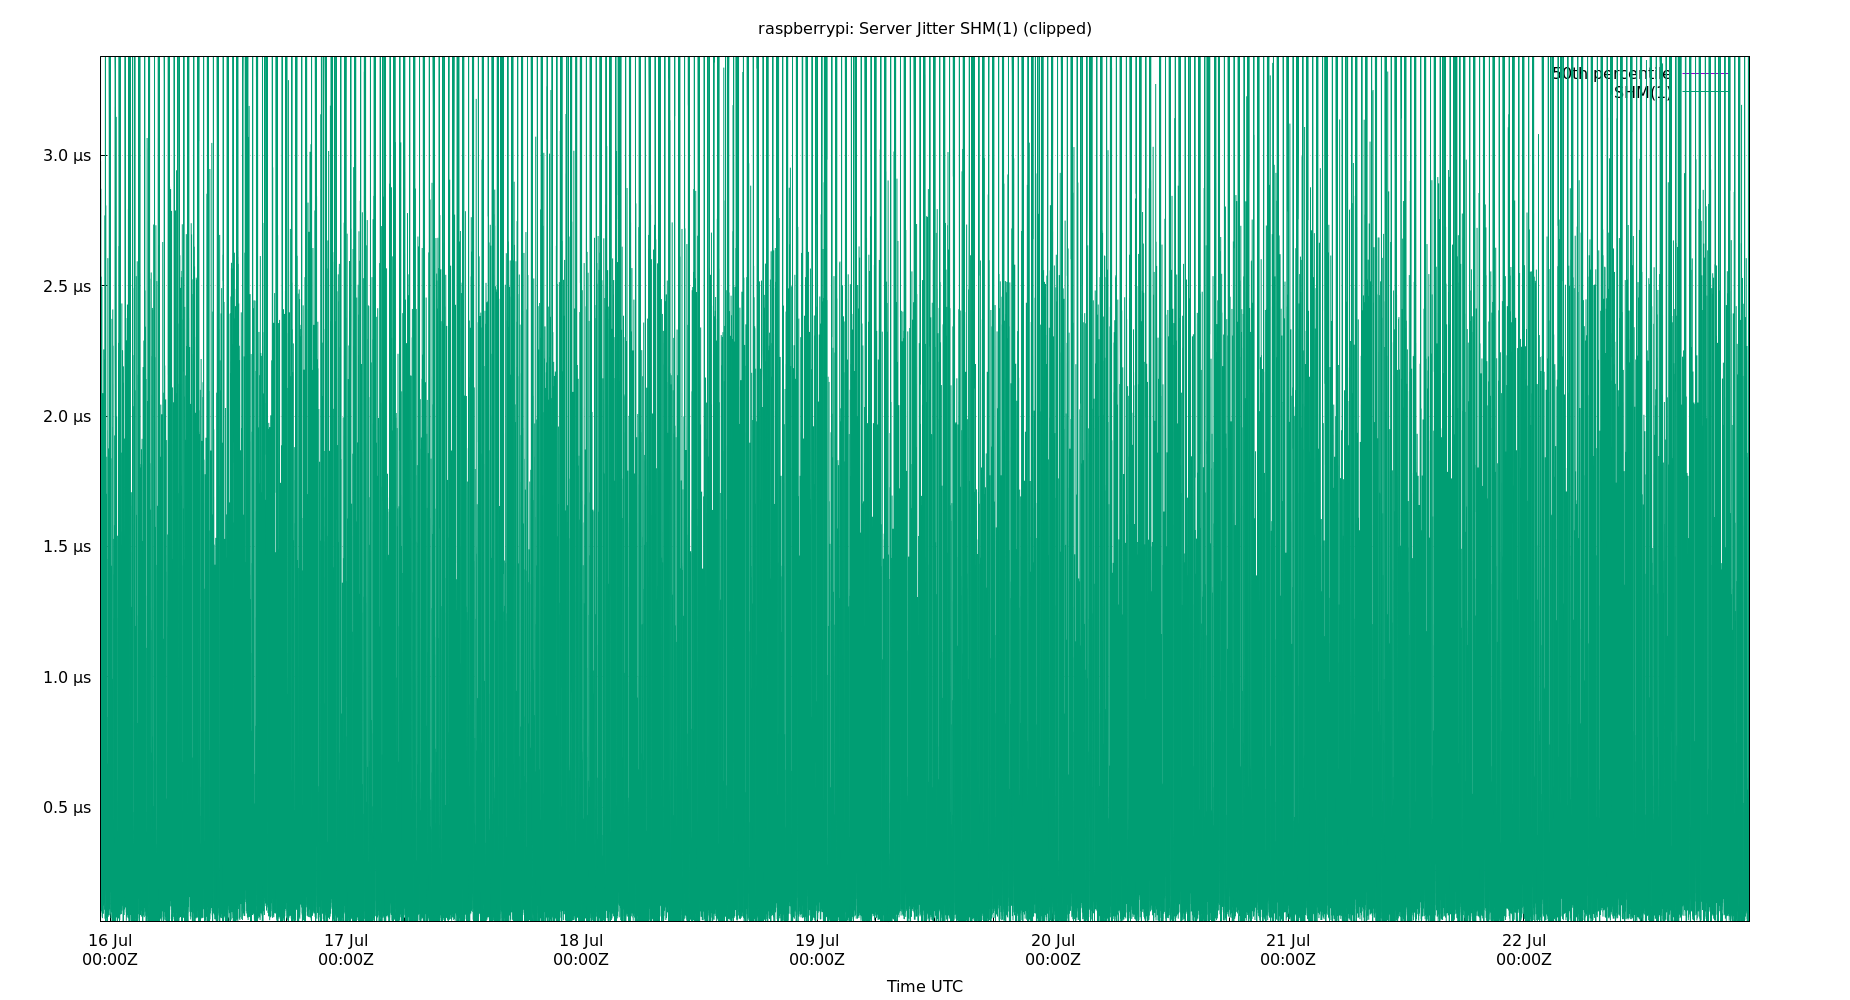 raspberrypi: Server Jitter SHM(1) (clipped)
50th percentile
SHM(1)
3.0 µs
2.5 µs
2.0 µs
1.5 µs
1.0 µs
0.5 µs
16 Jul 17 Jul 18 Jul 19 Jul 20 Jul 21 Jul 22 Jul
00:00Z 00:00Z 00:00Z 00:00Z 00:00Z 00:00Z 00:00Z
Time UTC